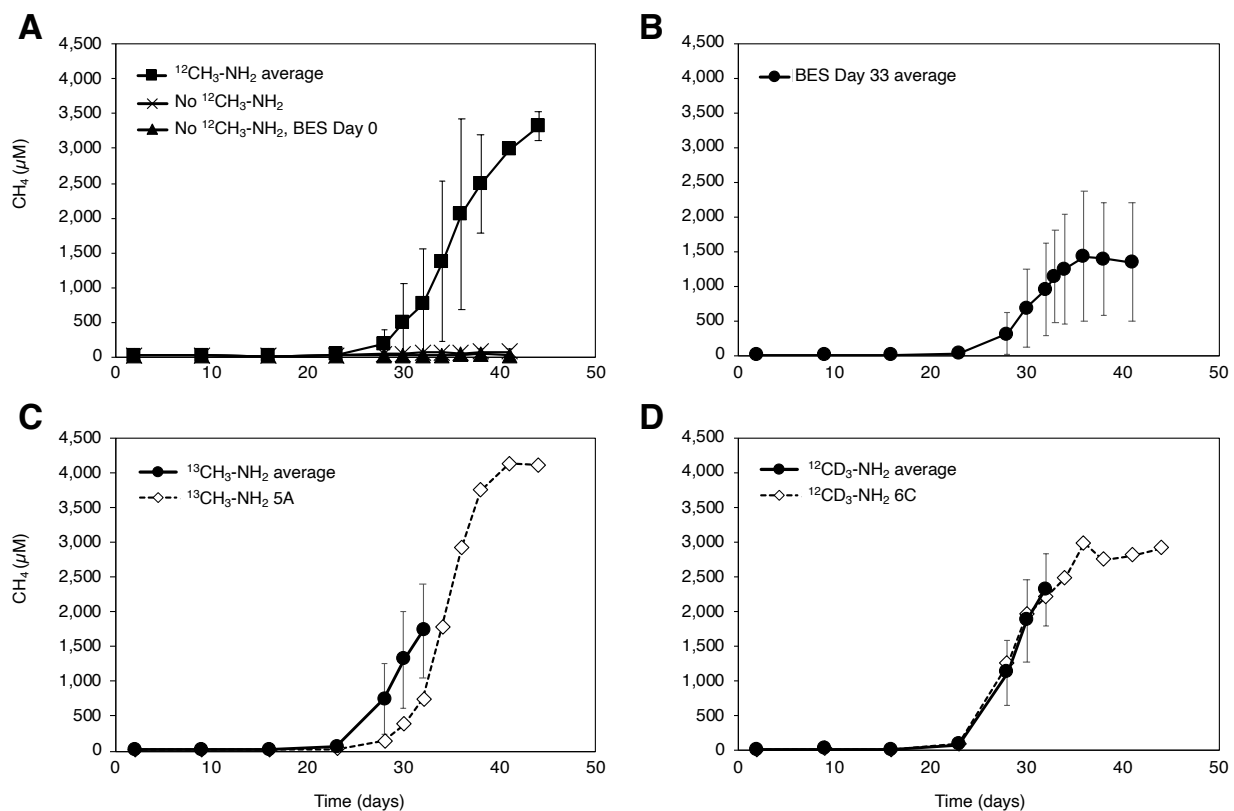 A
4,500
4,000
3,500
3,000
2,500
2,000
1,500
1,000
500
0
CH₄ (µM)
¹²CH₃-NH₂ average
No ¹²CH₃-NH₂
No ¹²CH₃-NH₂, BES Day 0
0 10 20 30 40 50
B
4,500
4,000
3,500
3,000
2,500
2,000
1,500
1,000
500
0
BES Day 33 average
0 10 20 30 40 50
C
4,500
4,000
3,500
3,000
2,500
2,000
1,500
1,000
500
0
CH₄ (µM)
¹³CH₃-NH₂ average
¹³CH₃-NH₂ 5A
0 10 20 30 40 50
Time (days)
D
4,500
4,000
3,500
3,000
2,500
2,000
1,500
1,000
500
0
¹²CD₃-NH₂ average
¹²CD₃-NH₂ 6C
0 10 20 30 40 50
Time (days)